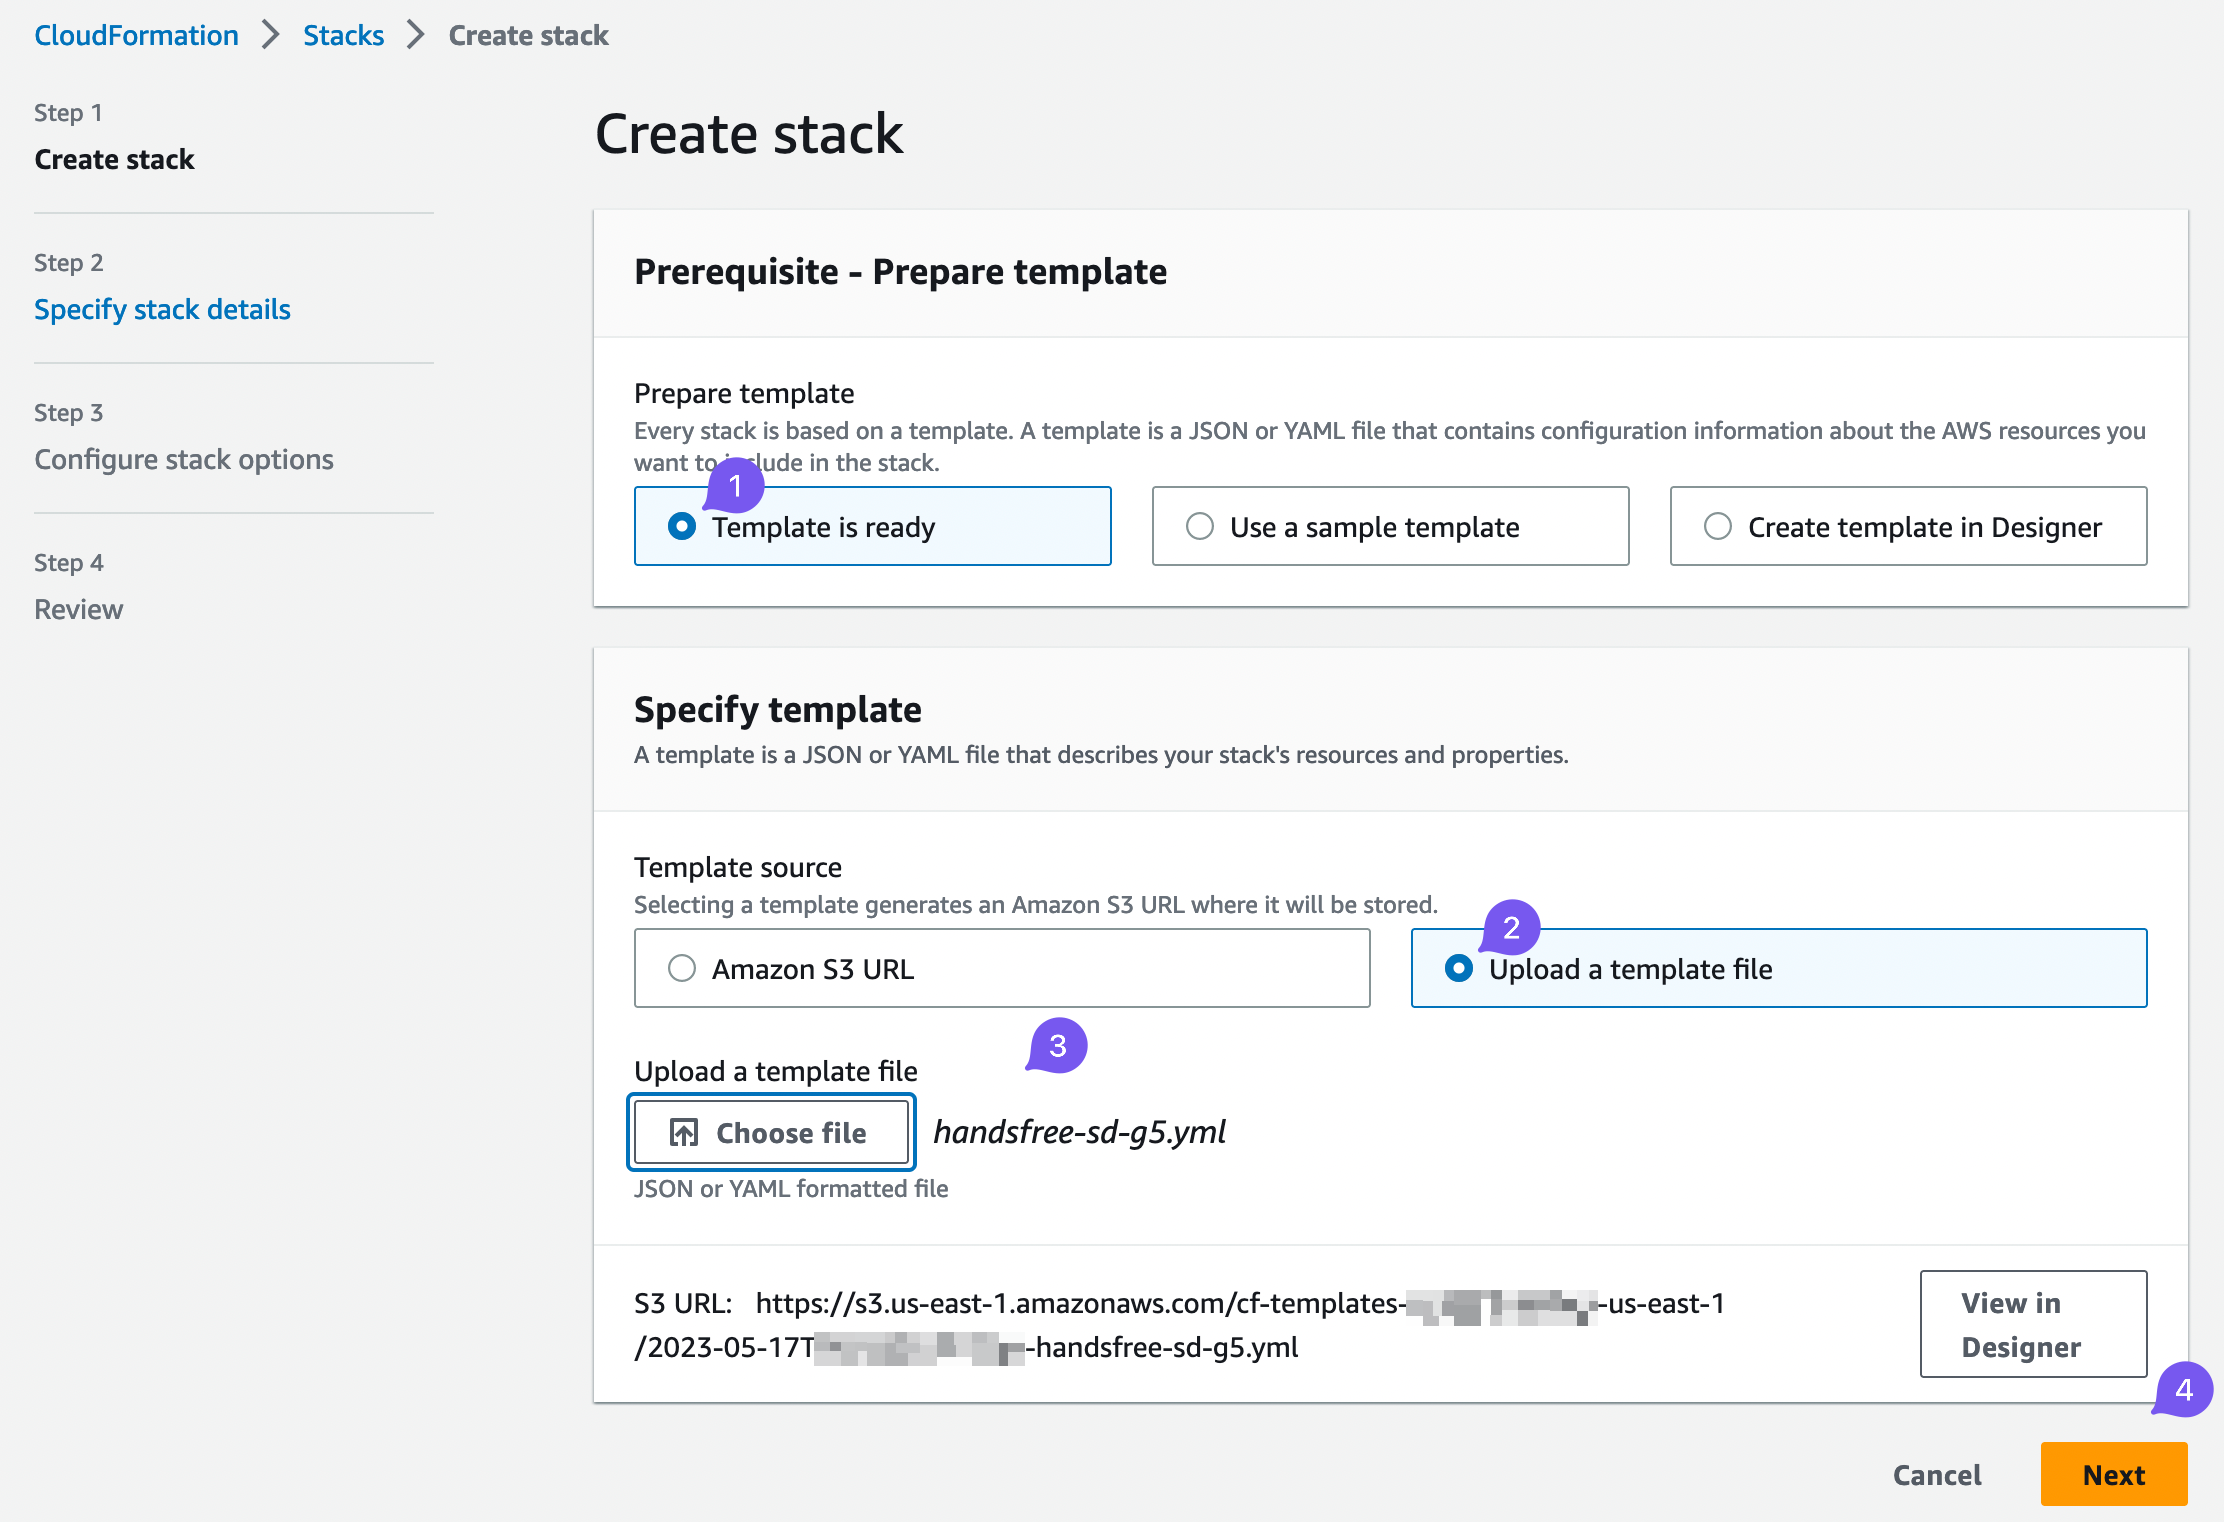 CloudFormation > Stacks > Create stack
Step 1
Create stack
Step 2
Specify stack details
Step 3
Configure stack options
Step 4
Review
Create stack
Prerequisite - Prepare template
Prepare template
Every stack is based on a template. A template is a JSON or YAML file that contains configuration information about the AWS resources you
want to lude in the stack.
1
Template is ready
Use a sample template
Create template in Designer
Specify template
A template is a JSON or YAML file that describes your stack's resources and properties.
Template source
Selecting a template generates an Amazon S3 URL where it will be stored.
2
Amazon S3 URL
Upload a template file
3
Upload a template file
Choose file
handsfree-sd-g5.yml
JSON or YAML formatted file
S3 URL: https://s3.us-east-1.amazonaws.com/cf-templates- -us-east-1
/2023-05-17T -handsfree-sd-g5.yml
View in
Designer
4
Cancel
Next